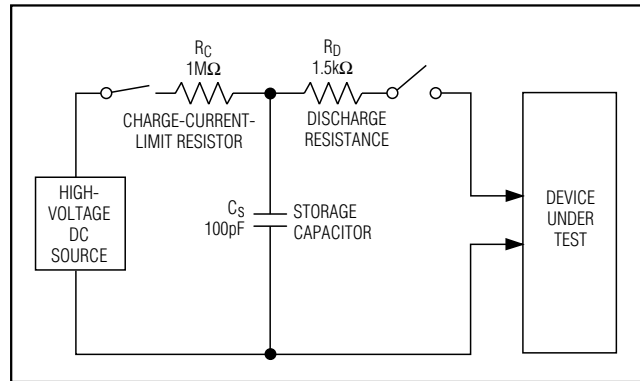 R_C
1MΩ
CHARGE-CURRENT-
LIMIT RESISTOR
R_D
1.5kΩ
DISCHARGE
RESISTANCE
HIGH-
VOLTAGE
DC
SOURCE
C_S
100pF
STORAGE
CAPACITOR
DEVICE
UNDER
TEST